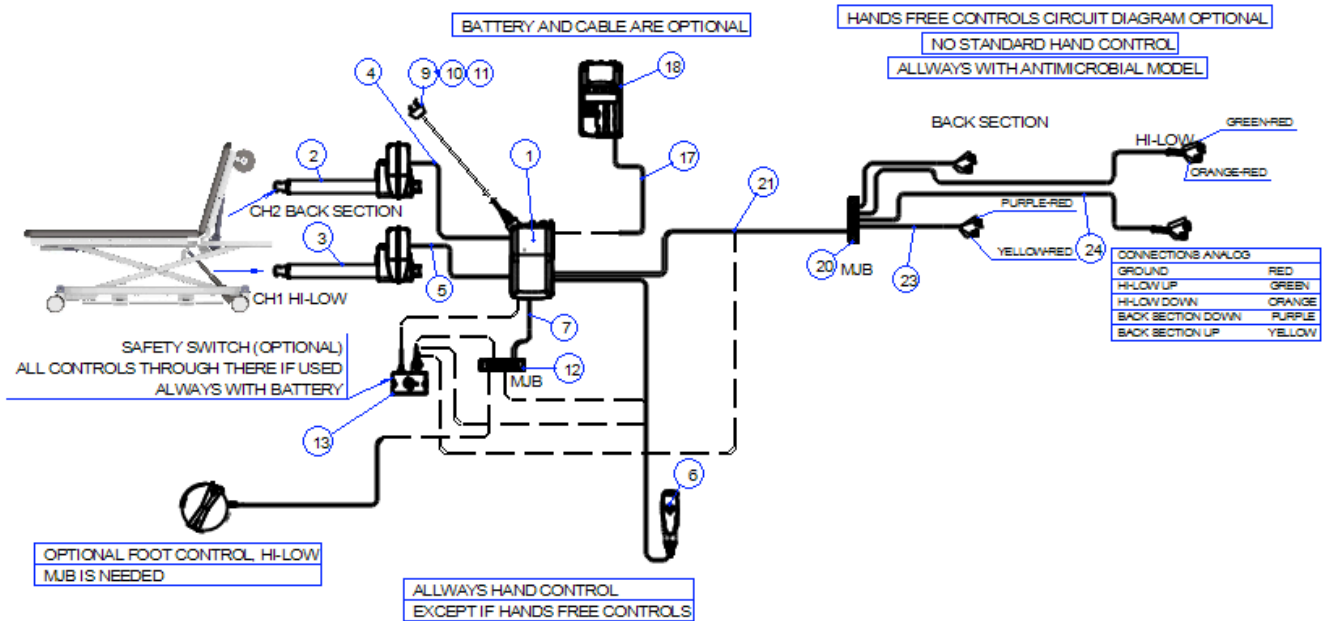 BATTERY AND CABLE ARE OPTIONAL
HANDS FREE CONTROLS CIRCUIT DIAGRAM OPTIONAL
NO STANDARD HAND CONTROL
ALLWAYS WITH ANTIMICROBIAL MODEL
4
9
10
11
18
BACK SECTION
HI-LOW
GREEN-RED
ORANGE-RED
2
1
17
21
CH2 BACK SECTION
3
5
CH1 HI-LOW
PURPLE-RED
YELLOW-RED
20
MJB
23
24
CONNECTIONS ANALOG
GROUND RED
HI-LOW UP GREEN
HI-LOW DOWN ORANGE
BACK SECTION DOWN PURPLE
BACK SECTION UP YELLOW
7
SAFETY SWITCH (OPTIONAL)
ALL CONTROLS THROUGH THERE IF USED
ALWAYS WITH BATTERY
12
MJB
13
6
OPTIONAL FOOT CONTROL, HI-LOW
MJB IS NEEDED
ALLWAYS HAND CONTROL
EXCEPT IF HANDS FREE CONTROLS